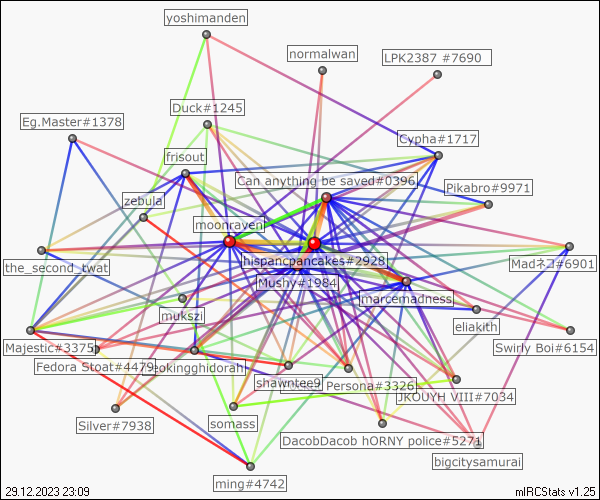 yoshimanden
normalwan
LPK2387 #7690
Duck#1245
Eg.Master#1378
Cypha#1717
frisout
Can anything be saved#0396
Pikabro#9971
zebula
moonraven
hispancpancakes#2928
Madネコ#6901
the_second_twat
Mushy#1984
marcemadness
mukszi
eliakith
Majestic#3375
Swirly Boi#6154
Fedora Stoat#4479
eokingghidorah
shawntee9
Persona#3326
JKOUYH VIII#7034
Silver#7938
somass
DacobDacob hORNY police#5271
bigcitysamurai
ming#4742
29.12.2023 23:09
mIRCStats v1.25